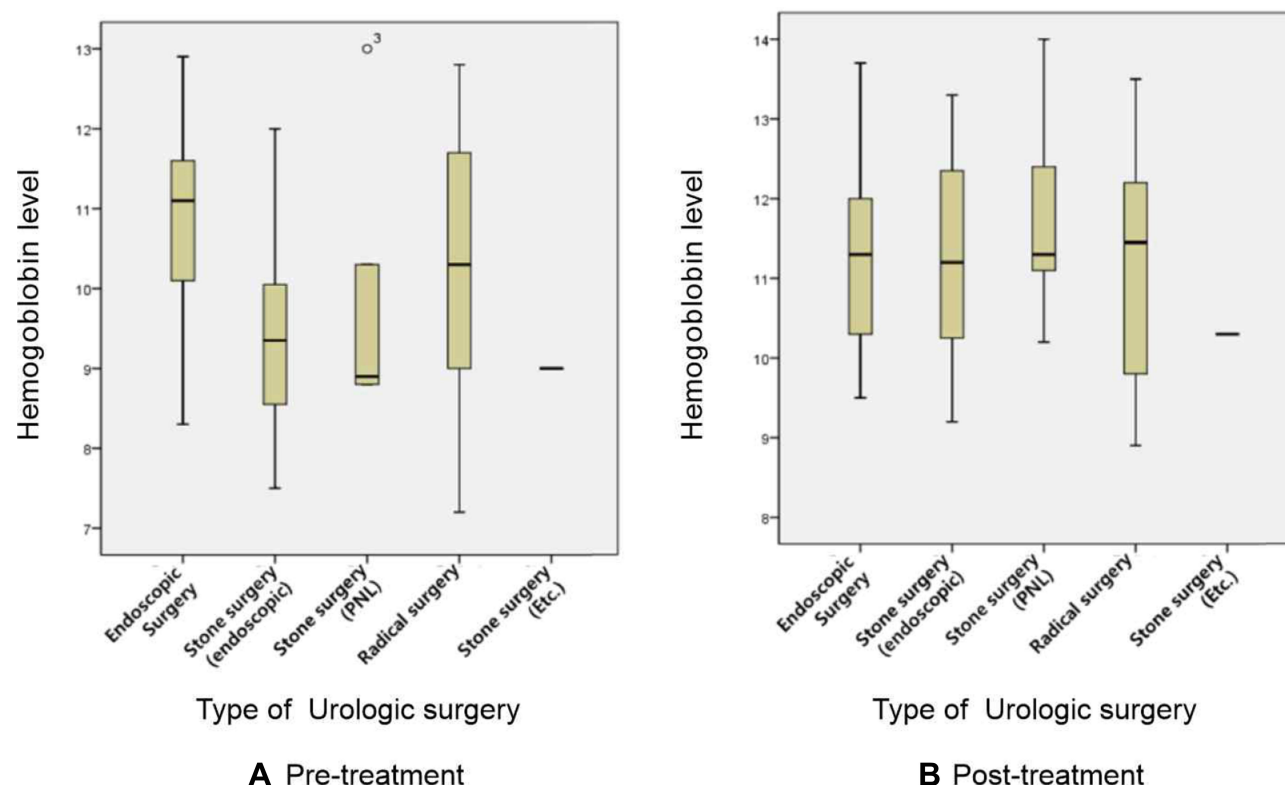 Hemogoblobin level
13
12
11
10
9
8
7
3
Endoscopic
Surgery
Stone surgery
(endoscopic)
Stone surgery
(PNL)
Radical surgery
Stone surgery
(Etc.)
Type of Urologic surgery
A Pre-treatment
Hemogoblobin level
14
13
12
11
10
9
8
Endoscopic
Surgery
Stone surgery
(endoscopic)
Stone surgery
(PNL)
Radical surgery
Stone surgery
(Etc.)
Type of Urologic surgery
B Post-treatment